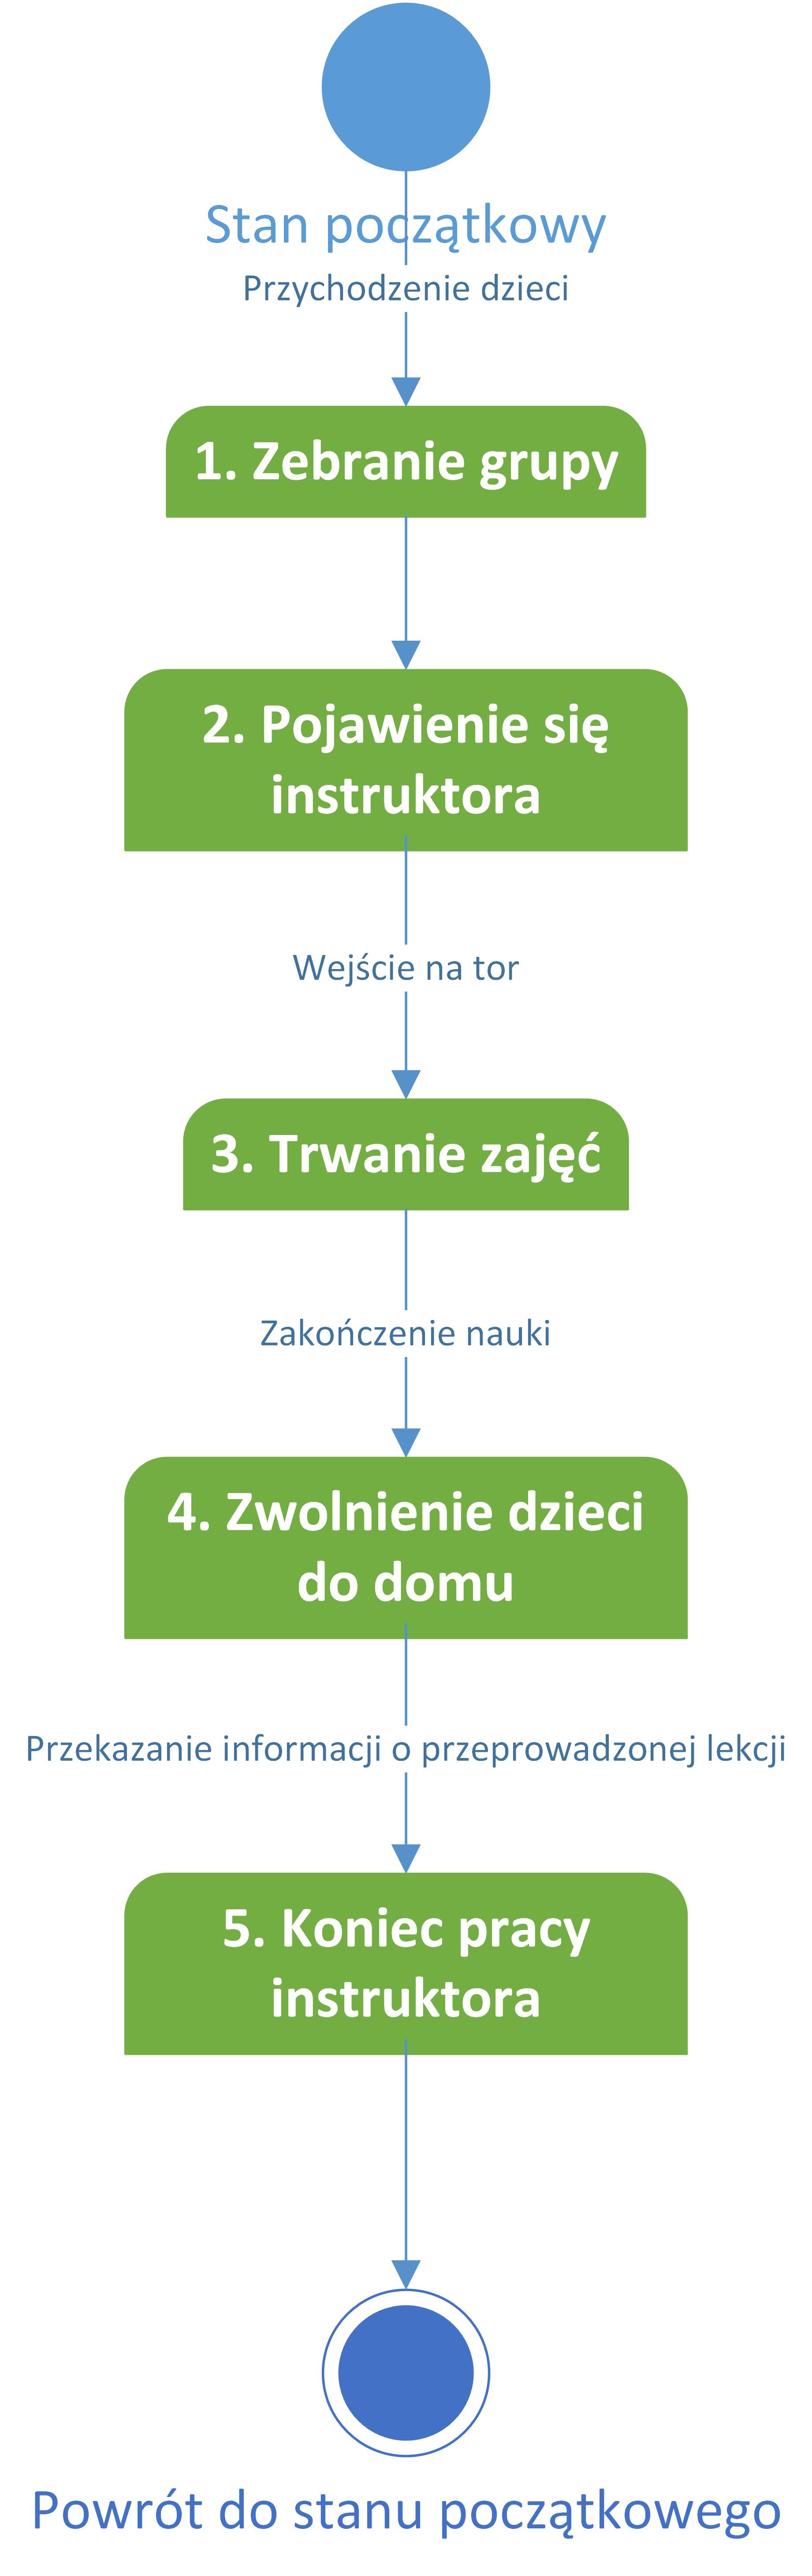 Stan początkowy
Przychodzenie dzieci
1. Zebranie grupy
2. Pojawienie się
instruktora
Wejście na tor
3. Trwanie zajęć
Zakończenie nauki
4. Zwolnienie dzieci
do domu
Przekazanie informacji o przeprowadzonej lekcji
5. Koniec pracy
instruktora
Powrót do stanu początkowego